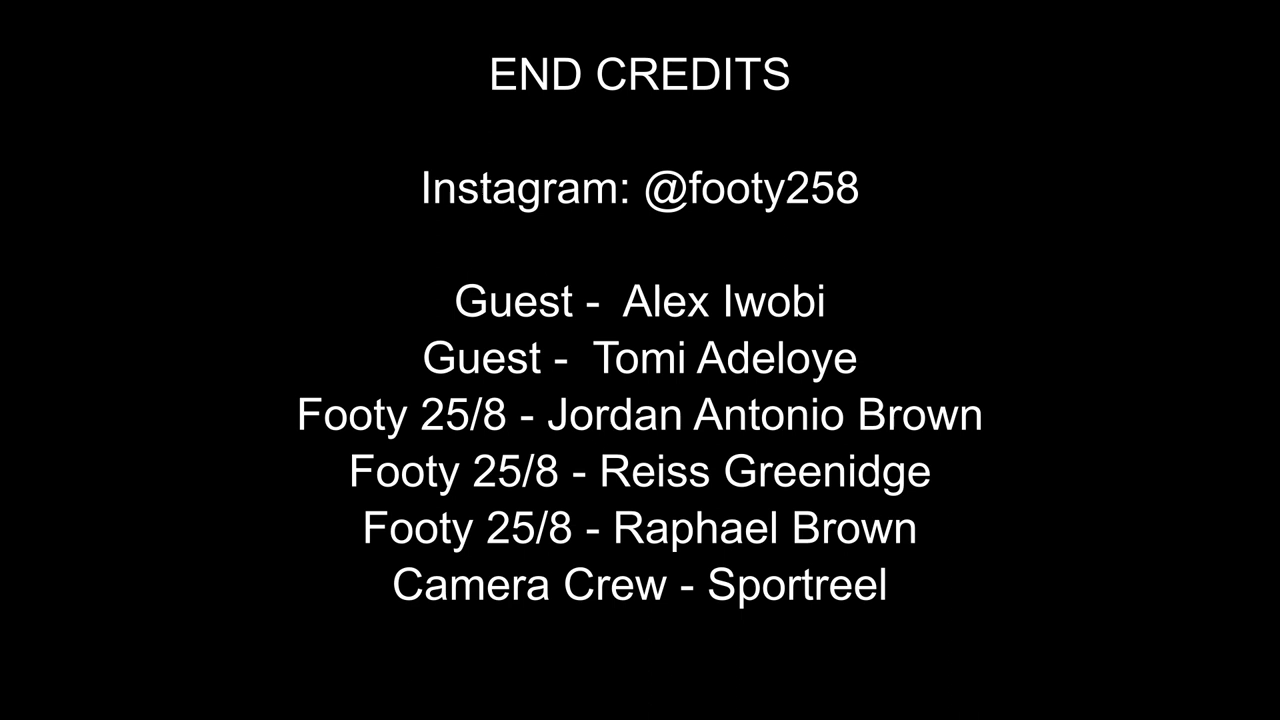 END CREDITS
Instagram: @footy258
Guest -  Alex Iwobi
Guest -  Tomi Adeloye
Footy 25/8 - Jordan Antonio Brown
Footy 25/8 - Reiss Greenidge
Footy 25/8 - Raphael Brown
Camera Crew - Sportreel